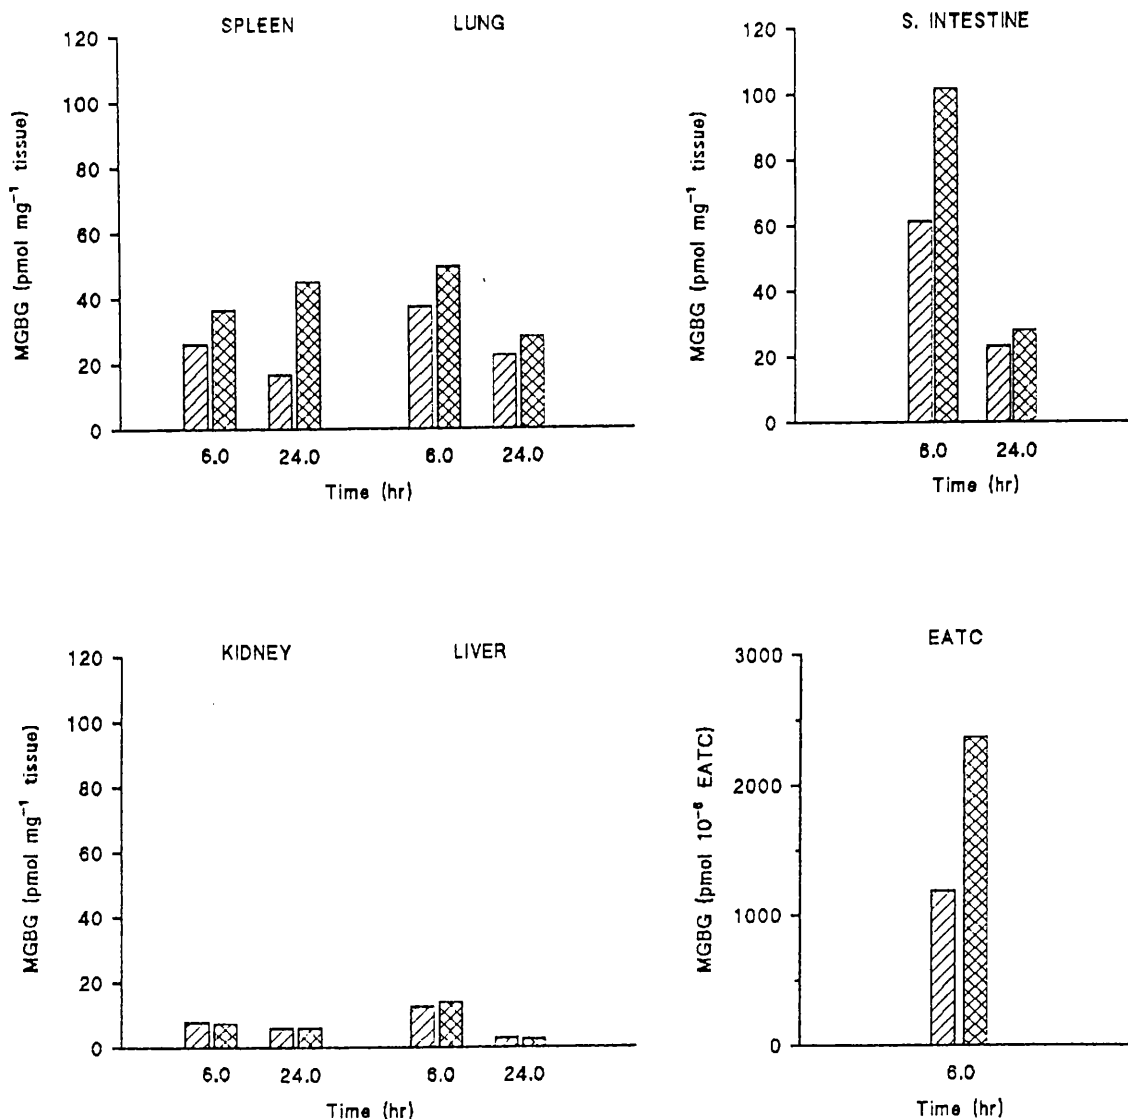 SPLEEN LUNG
120
100
80
60
40
20
0
MGBG (pmol mg⁻¹ tissue)
6.0 24.0 6.0 24.0
Time (hr)
S. INTESTINE
120
100
80
60
40
20
0
MGBG (pmol mg⁻¹ tissue)
6.0 24.0
Time (hr)
KIDNEY LIVER
120
100
80
60
40
20
0
MGBG (pmol mg⁻¹ tissue)
6.0 24.0 6.0 24.0
Time (hr)
EATC
3000
2000
1000
0
MGBG (pmol 10⁻⁶ EATC)
6.0
Time (hr)